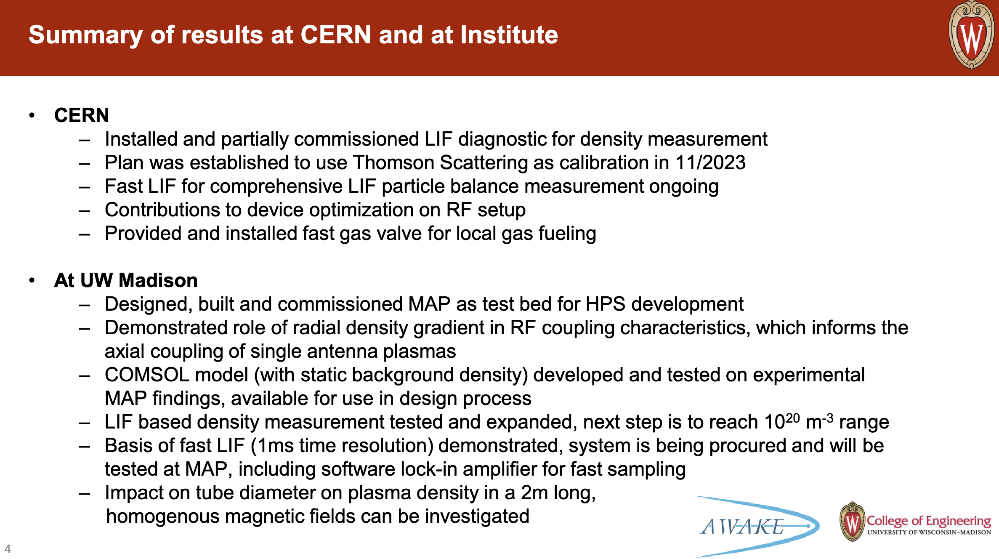 Summary of results at CERN and at Institute
W
• CERN
– Installed and partially commissioned LIF diagnostic for density measurement
– Plan was established to use Thomson Scattering as calibration in 11/2023
– Fast LIF for comprehensive LIF particle balance measurement ongoing
– Contributions to device optimization on RF setup
– Provided and installed fast gas valve for local gas fueling
• At UW Madison
– Designed, built and commissioned MAP as test bed for HPS development
– Demonstrated role of radial density gradient in RF coupling characteristics, which informs the
axial coupling of single antenna plasmas
– COMSOL model (with static background density) developed and tested on experimental
MAP findings, available for use in design process
– LIF based density measurement tested and expanded, next step is to reach 10²⁰ m⁻³ range
– Basis of fast LIF (1ms time resolution) demonstrated, system is being procured and will be
tested at MAP, including software lock-in amplifier for fast sampling
– Impact on tube diameter on plasma density in a 2m long,
homogenous magnetic fields can be investigated
AWAKE
W
College of Engineering
UNIVERSITY OF WISCONSIN–MADISON
4